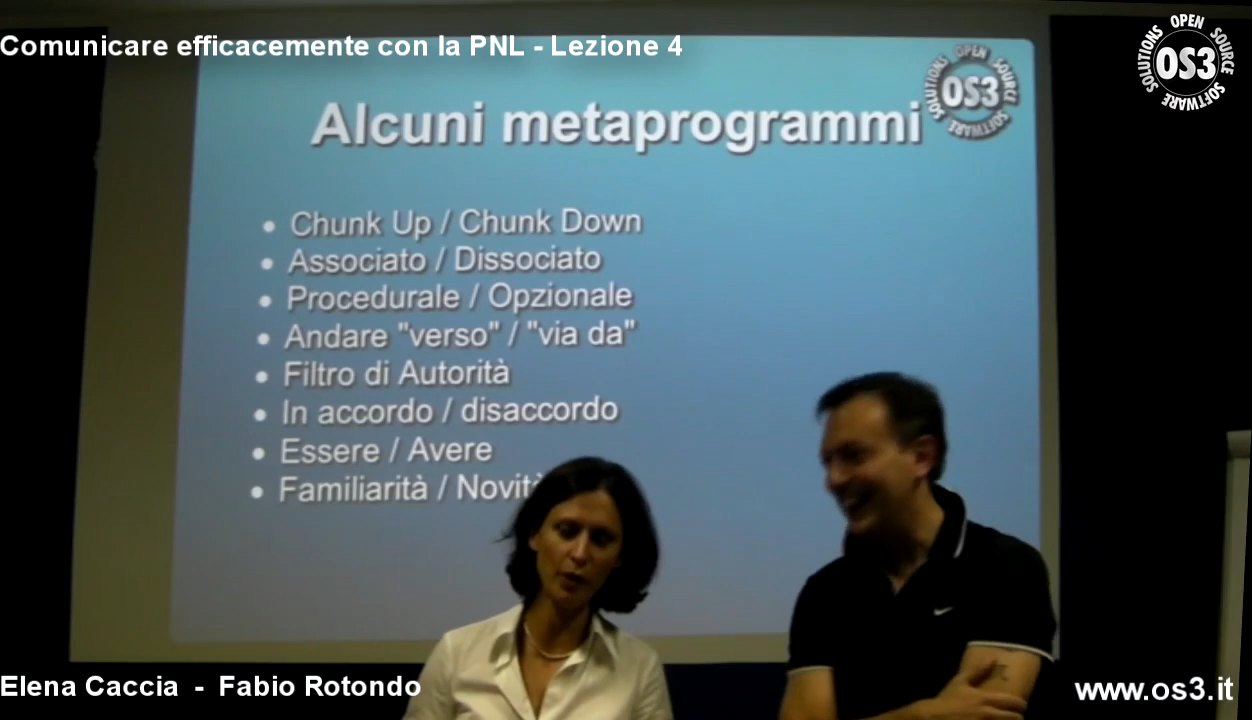 Comunicare efficacemente con la PNL - Lezione 4
OPEN SOURCE SOFTWARE SOLUTIONS
OS3
OPEN SOURCE SOFTWARE SOLUTIONS
OS3
Alcuni metaprogrammi
• Chunk Up / Chunk Down
• Associato / Dissociato
• Procedurale / Opzionale
• Andare "verso" / "via da"
• Filtro di Autorità
• In accordo / disaccordo
• Essere / Avere
• Familiarità / Novità
Elena Caccia - Fabio Rotondo
www.os3.it